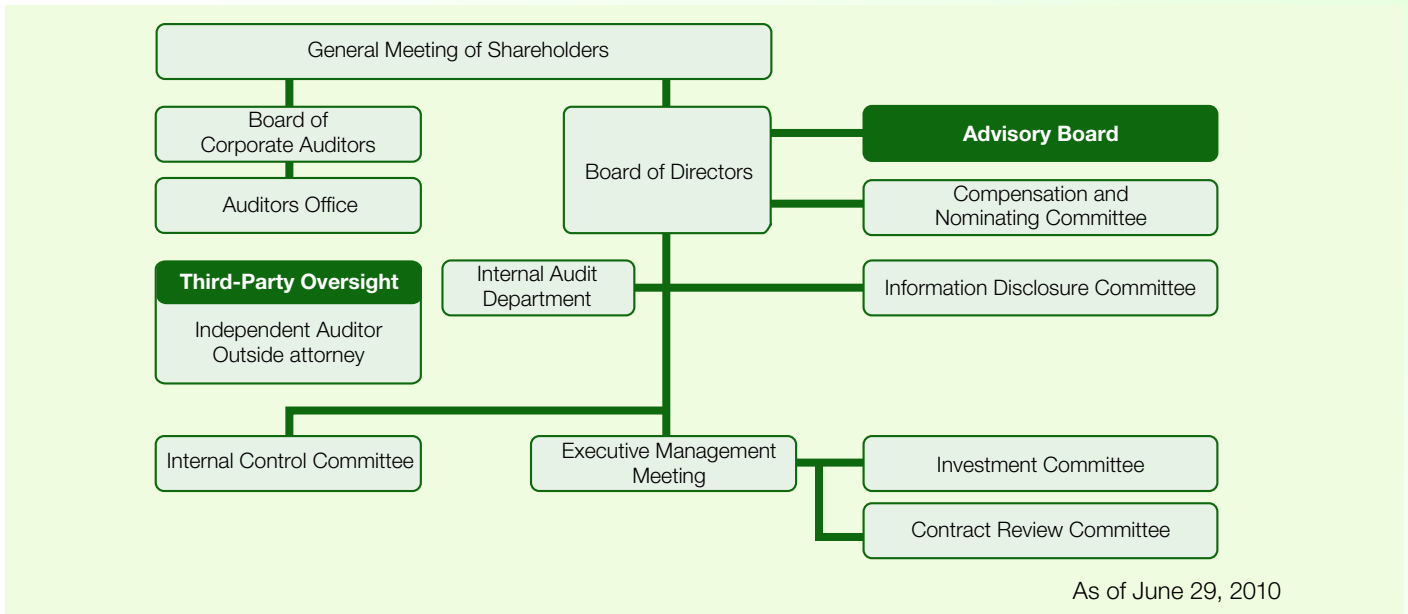 General Meeting of Shareholders
Board of
Corporate Auditors
Auditors Office
Board of Directors
Advisory Board
Compensation and
Nominating Committee
Third-Party Oversight
Independent Auditor
Outside attorney
Internal Audit
Department
Information Disclosure Committee
Internal Control Committee
Executive Management
Meeting
Investment Committee
Contract Review Committee
As of June 29, 2010